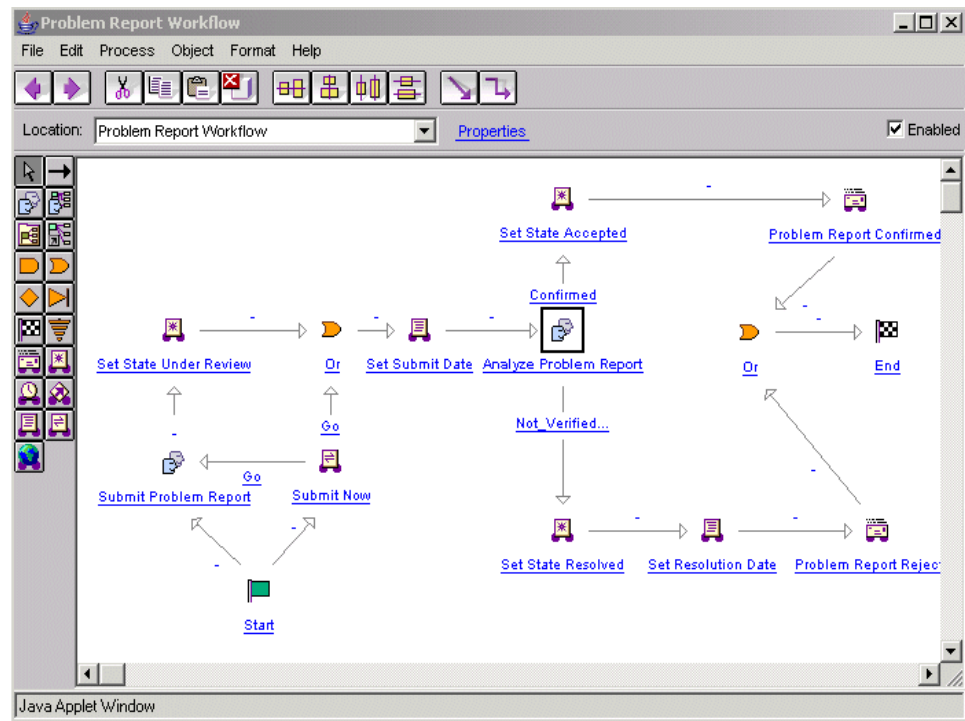 Problem Report Workflow
File Edit Process Object Format Help
Location: Problem Report Workflow Properties Enabled
Set State Accepted
Problem Report Confirmed
-
Confirmed
Set State Under Review
-
Or
-
Set Submit Date
-
Analyze Problem Report
Or
-
End
-
Go
Not_Verified...
Submit Problem Report
Go
Submit Now
-
-
-
Set State Resolved
-
Set Resolution Date
-
Problem Report Rejec
Start
Java Applet Window